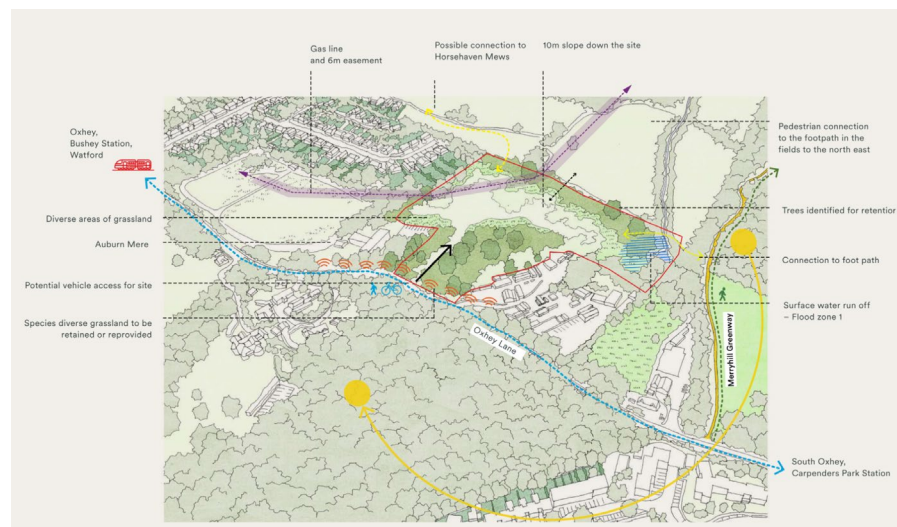 Gas line
and 6m easement
Possible connection to
Horsehaven Mews
10m slope down the site
Oxhey,
Bushey Station,
Watford
Pedestrian connection
to the footpath in the
fields to the north east
Diverse areas of grassland
Trees identified for retention
Auburn Mere
Connection to foot path
Potential vehicle access for site
Surface water run off
– Flood zone 1
Species diverse grassland to be
retained or reprovided
Oxhey Lane
Merryhill Greenway
South Oxhey,
Carpenders Park Station